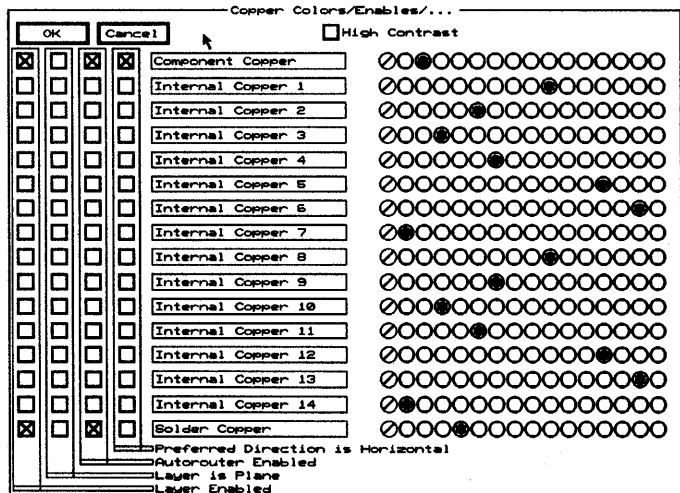 Copper Colors/Enables/...
OK Cancel High Contrast
Component Copper
Internal Copper 1
Internal Copper 2
Internal Copper 3
Internal Copper 4
Internal Copper 5
Internal Copper 6
Internal Copper 7
Internal Copper 8
Internal Copper 9
Internal Copper 10
Internal Copper 11
Internal Copper 12
Internal Copper 13
Internal Copper 14
Solder Copper
Preferred Direction is Horizontal
Autorouter Enabled
Layer is Plane
Layer Enabled